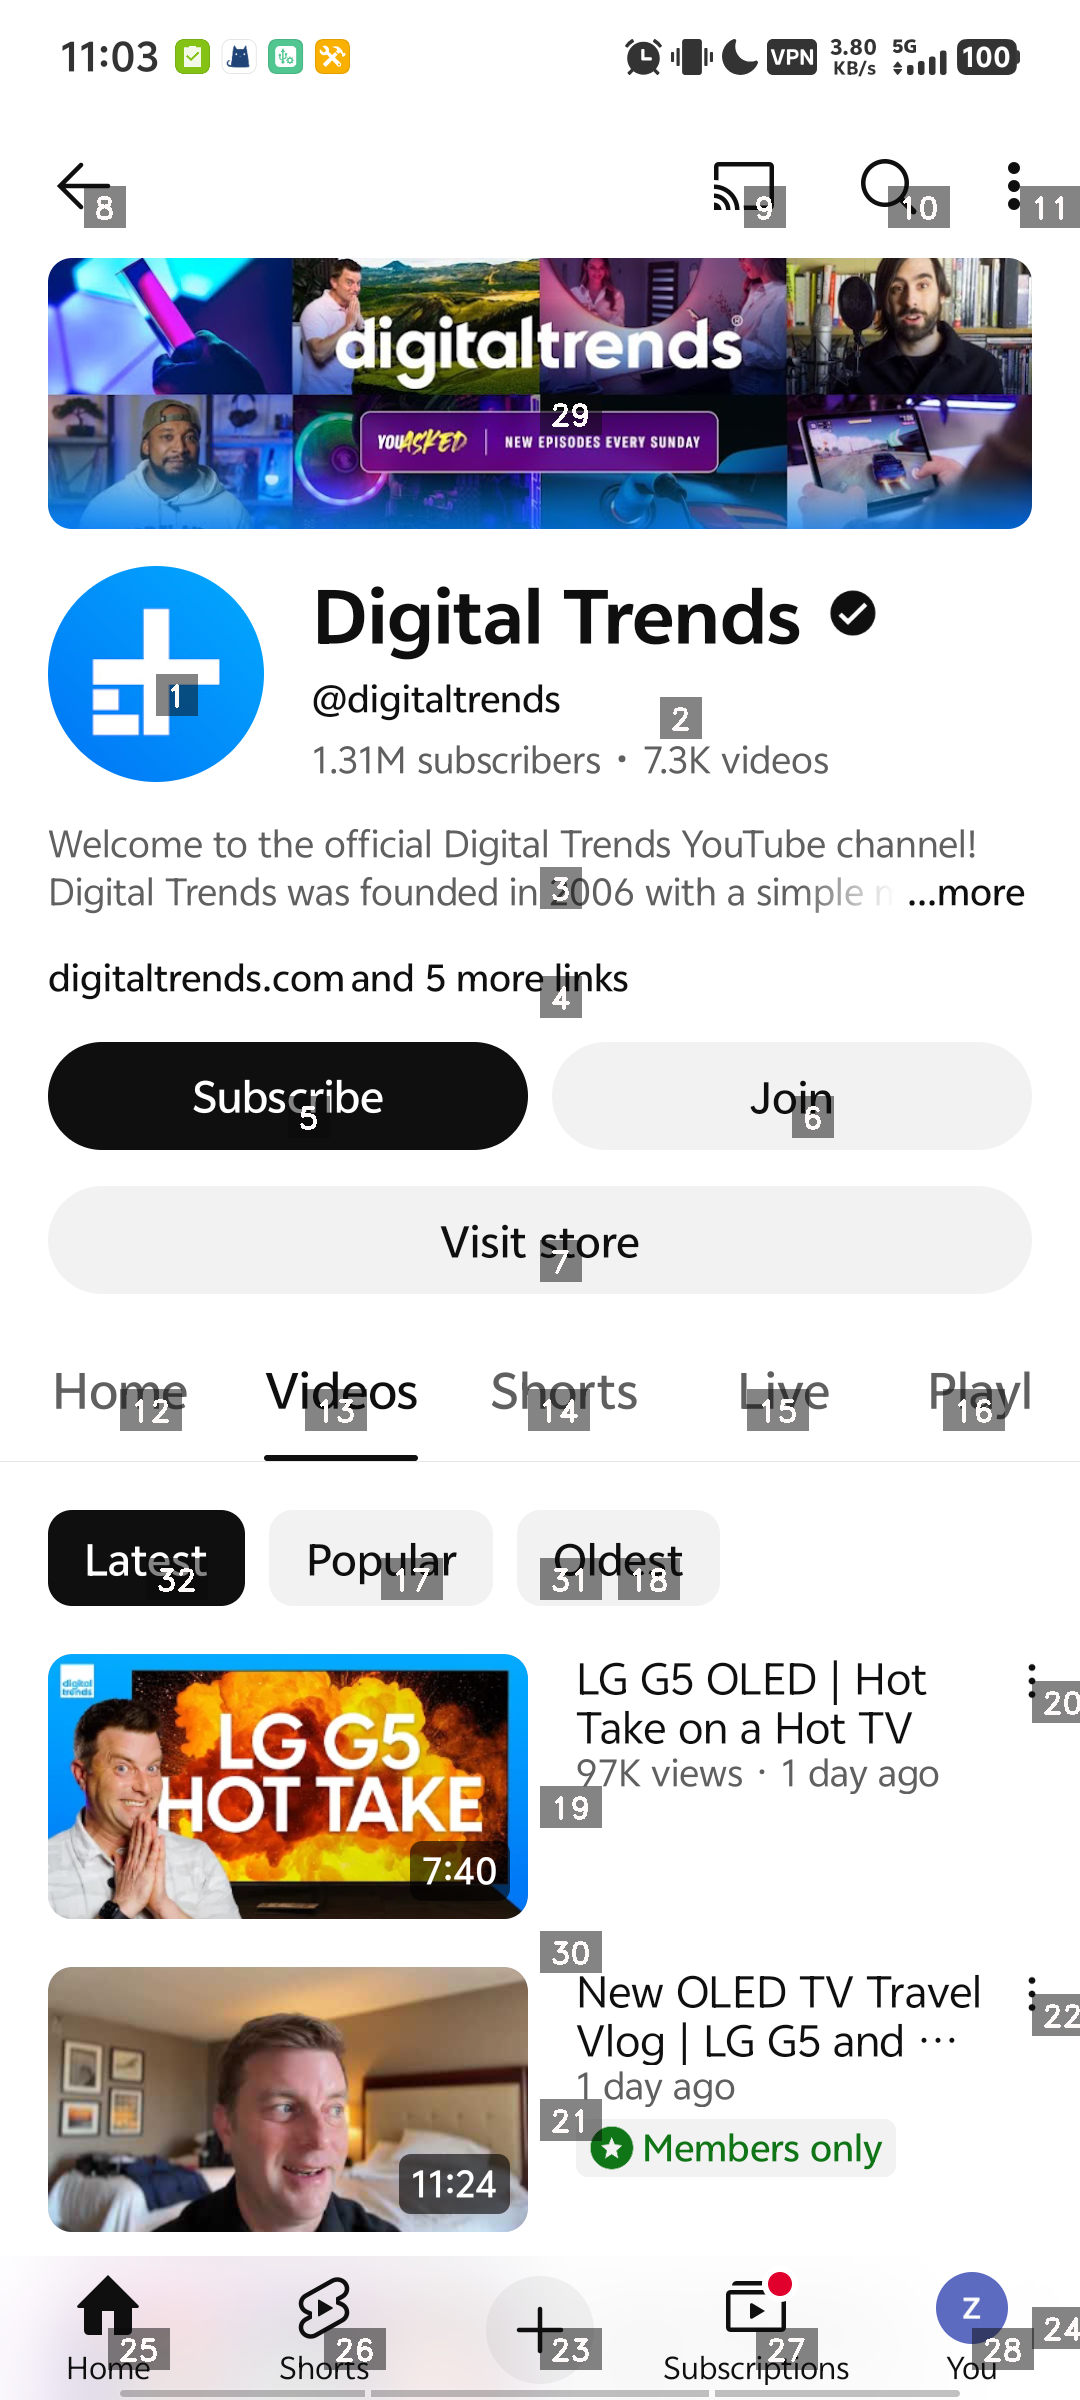 11:03
VPN
3.80
KB/s
5G
100
8
9
10
11
digitaltrends®
29
YOU ASKED | NEW EPISODES EVERY SUNDAY
Digital Trends
1
@digitaltrends
2
1.31M subscribers • 7.3K videos
Welcome to the official Digital Trends YouTube channel!
Digital Trends was founded in 2006 with a simple ...more
3
digitaltrends.com and 5 more links
4
Subscribe
5
Join
6
Visit store
7
Home
12
Videos
13
Shorts
14
Live
15
Playl
16
Latest
32
Popular
17
Oldest
31
18
digital
trends
LG G5
HOT TAKE
7:40
LG G5 OLED | Hot
Take on a Hot TV
97K views · 1 day ago
20
19
30
11:24
New OLED TV Travel
Vlog | LG G5 and ...
1 day ago
22
21
Members only
Home
25
Shorts
26
23
Subscriptions
27
Z
You
28
24